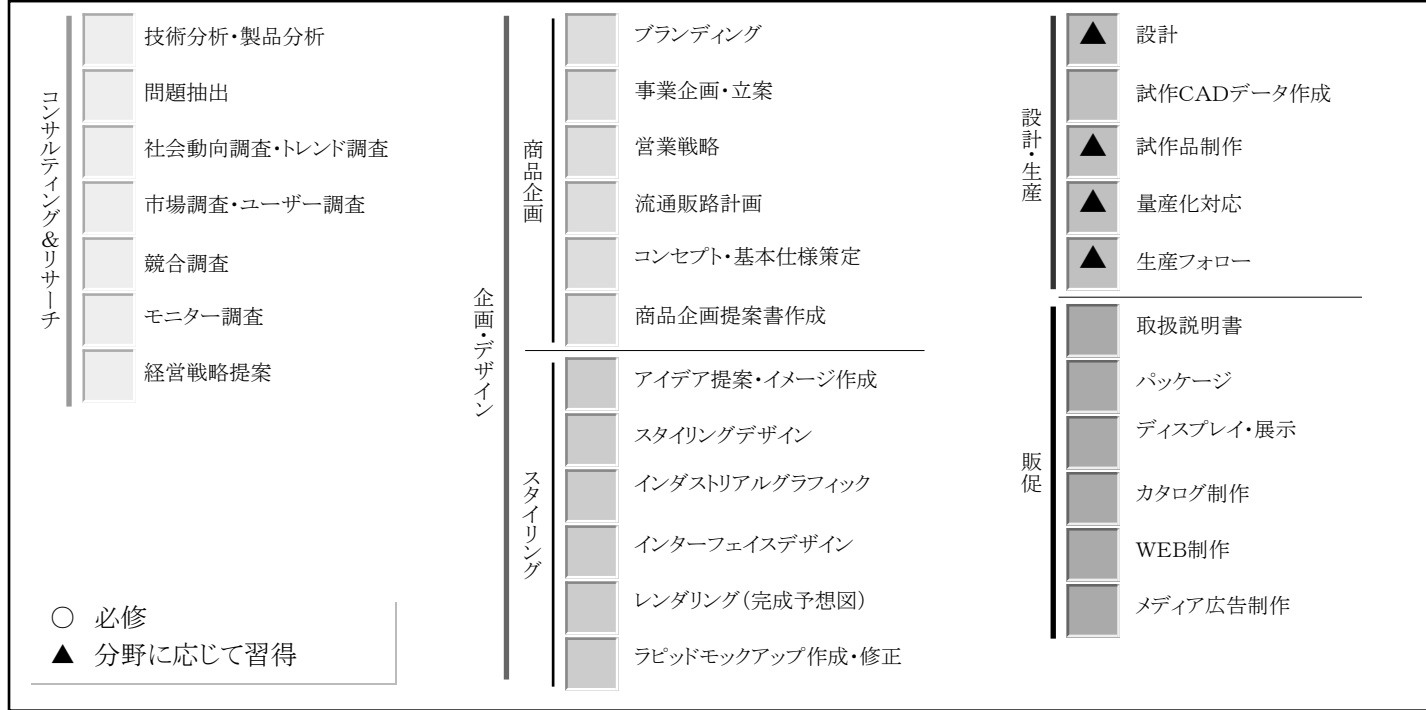 コンサルティング&リサーチ
技術分析・製品分析
問題抽出
社会動向調査・トレンド調査
市場調査・ユーザー調査
競合調査
モニター調査
経営戦略提案
企画・デザイン
商品企画
ブランディング
事業企画・立案
営業戦略
流通販路計画
コンセプト・基本仕様策定
商品企画提案書作成
スタイリング
アイデア提案・イメージ作成
スタイリングデザイン
インダストリアルグラフィック
インターフェイスデザイン
レンダリング(完成予想図)
ラピッドモックアップ作成・修正
設計・生産
▲ 設計
試作CADデータ作成
▲ 試作品制作
▲ 量産化対応
▲ 生産フォロー
販促
取扱説明書
パッケージ
ディスプレイ・展示
カタログ制作
WEB制作
メディア広告制作
○ 必修
▲ 分野に応じて習得